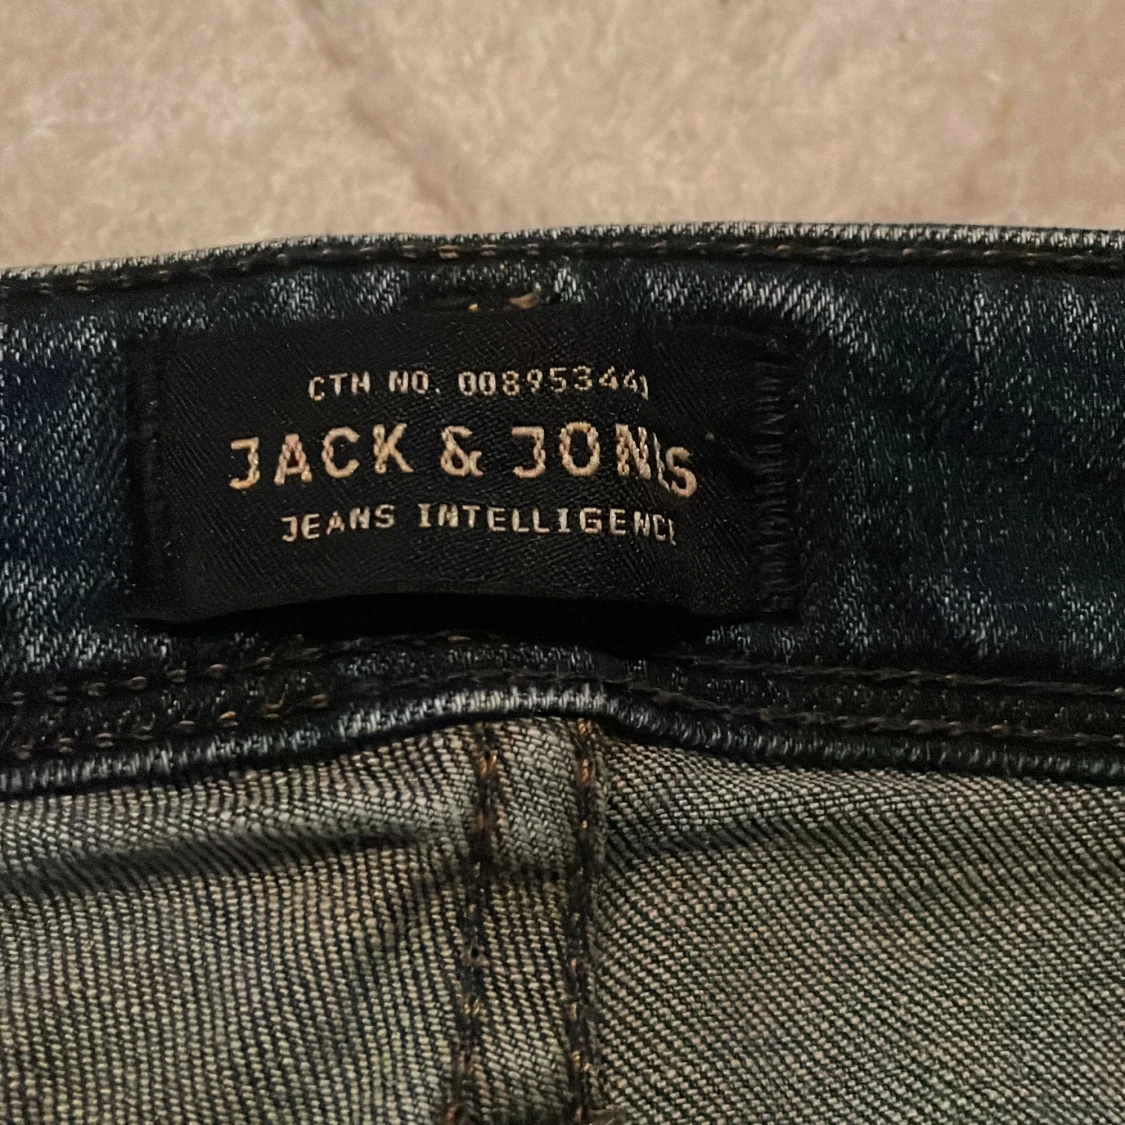 CTN NO. 00895344
JACK & JONES
JEANS INTELLIGENCE